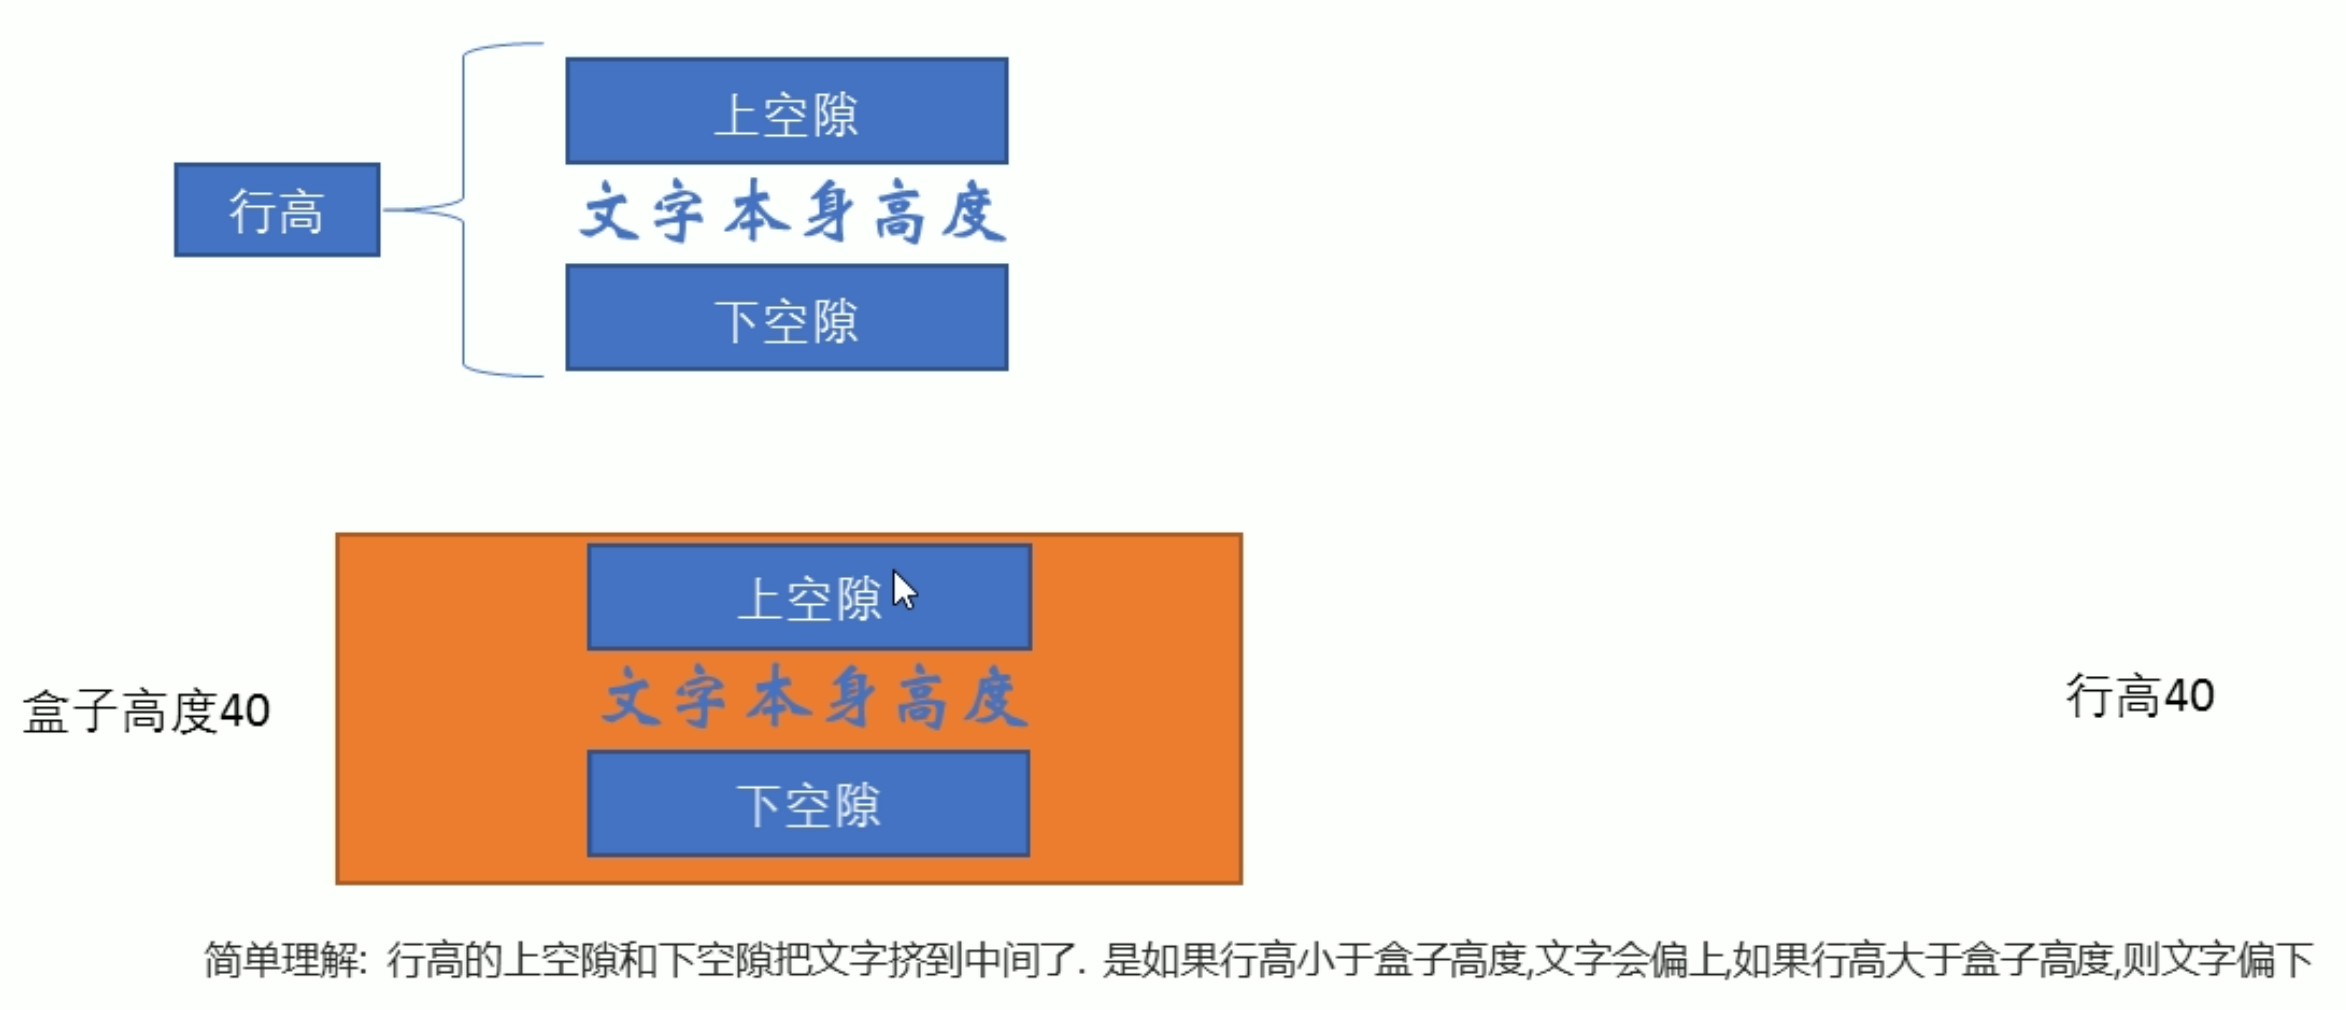 上空隙
行高
文字本身高度
下空隙
上空隙
文字本身高度
盒子高度40
行高40
下空隙
简单理解: 行高的上空隙和下空隙把文字挤到中间了. 是如果行高小于盒子高度,文字会偏上,如果行高大于盒子高度,则文字偏下